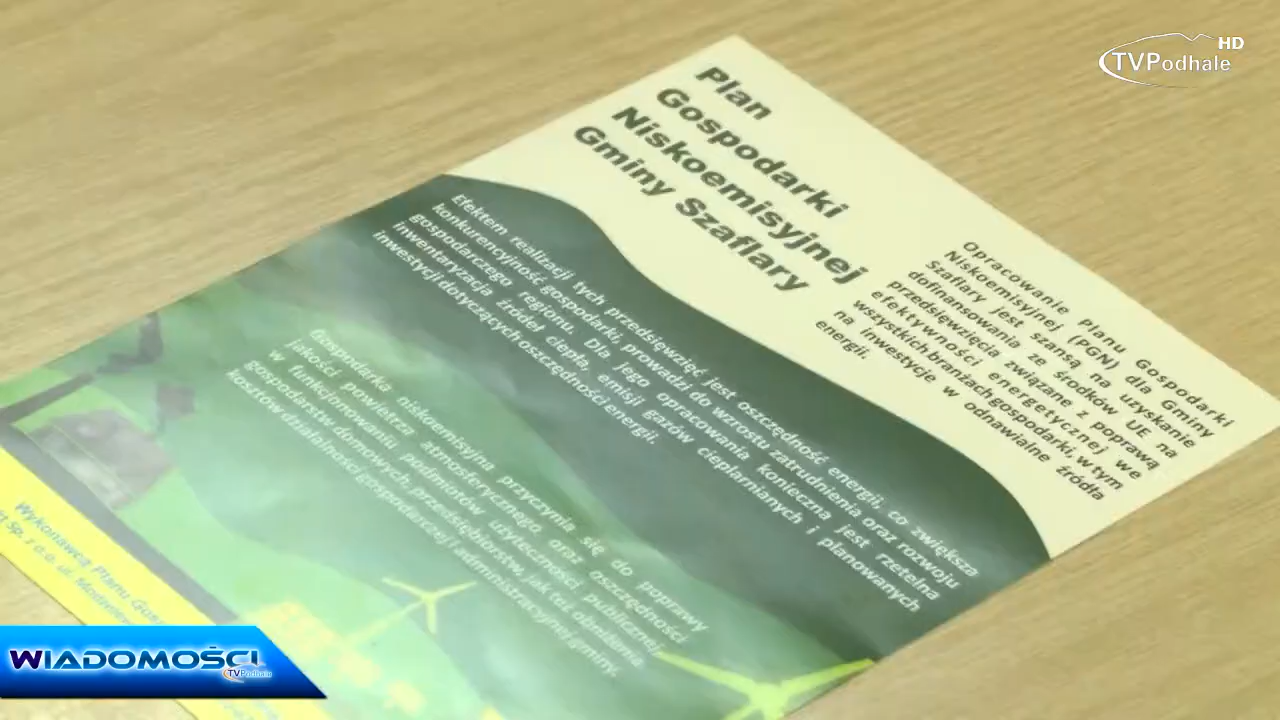 HD
TVPodhale
Plan
Gospodarki
Niskoemisyjnej
Gminy Szaflary
Opracowanie Planu Gospodarki
Niskoemisyjnej (PGN) dla Gminy
Szaflary jest szansą na uzyskanie
dofinansowania ze środków UE na
przedsięwzięcia związane z poprawą
efektywności energetycznej we
wszystkich branżach gospodarki, w tym
na inwestycje w odnawialne źródła
energii.
Efektem realizacji tych przedsięwzięć jest oszczędność energii, co zwiększa
konkurencyjność gospodarki, prowadzi do wzrostu zatrudnienia oraz rozwoju
gospodarczego regionu. Dla jego opracowania konieczna jest rzetelna
inwentaryzacja źródeł ciepła, emisji gazów cieplarnianych i planowanych
inwestycji dotyczących oszczędności energii.
Gospodarka niskoemisyjna przyczynia się do poprawy
jakości powietrza atmosferycznego oraz oszczędności
w funkcjonowaniu podmiotów użyteczności publicznej,
gospodarstw domowych, przedsiębiorstw, jak też obniżenia
kosztów działalności gospodarczej i administracyjnej gminy.
Wykonawca Planu
Sp. z o.o. ul.
WIADOMOŚCI
TVPodhale